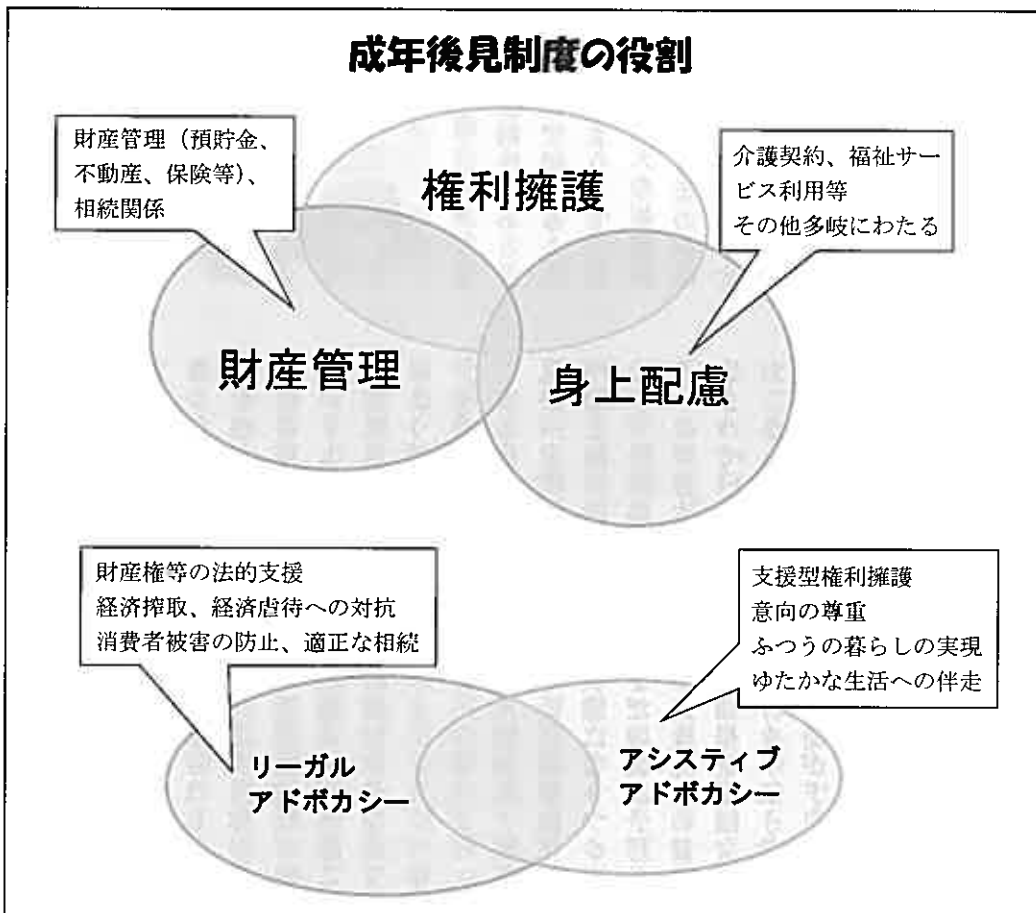 成年後見制度の役割
財産管理（預貯金、
不動産、保険等）、
相続関係
権利擁護
介護契約、福祉サー
ビス利用等
その他多岐にわたる
財産管理
身上配慮
財産権等の法的支援
経済搾取、経済虐待への対抗
消費者被害の防止、適正な相続
支援型権利擁護
意向の尊重
ふつうの暮らしの実現
ゆたかな生活への伴走
リーガル
アドボカシー
アシスティブ
アドボカシー